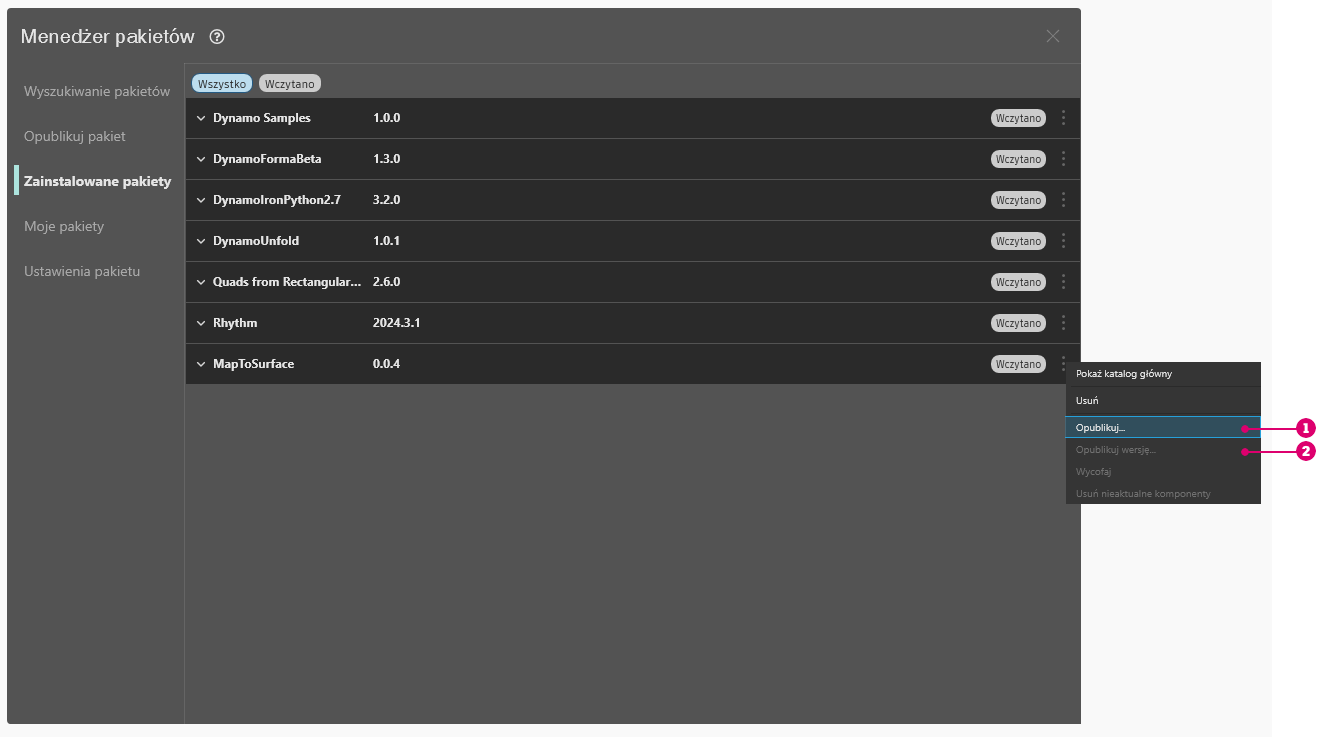 Menedżer pakietów ?
Wyszukiwanie pakietów
Opublikuj pakiet
Zainstalowane pakiety
Moje pakiety
Ustawienia pakietu
Wszystko Wczytano
Dynamo Samples 1.0.0 Wczytano
DynamoFormaBeta 1.3.0 Wczytano
DynamoIronPython2.7 3.2.0 Wczytano
DynamoUnfold 1.0.1 Wczytano
Quads from Rectangular... 2.6.0 Wczytano
Rhythm 2024.3.1 Wczytano
MapToSurface 0.0.4 Wczytano
Pokaż katalog główny
Usuń
Opublikuj... 1
Opublikuj wersję... 2
Wycofaj
Usuń nieaktualne komponenty